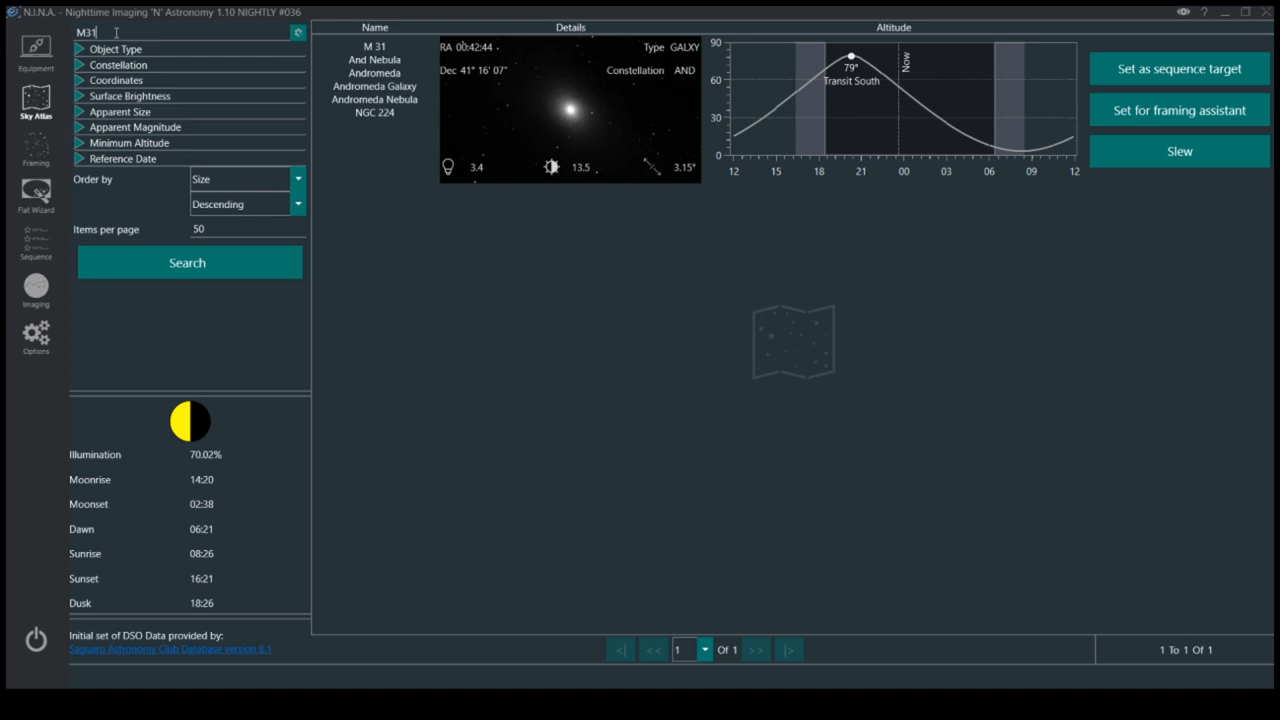 N.I.N.A. - Nighttime Imaging 'N' Astronomy 1.10 NIGHTLY #036
?
M31
Object Type
Constellation
Coordinates
Surface Brightness
Apparent Size
Apparent Magnitude
Minimum Altitude
Reference Date
Order by
Size
Descending
Items per page
50
Search
Equipment
Sky Atlas
Framing
Flat Wizard
Sequence
Imaging
Options
Illumination 70.02%
Moonrise 14:20
Moonset 02:38
Dawn 06:21
Sunrise 08:26
Sunset 16:21
Dusk 18:26
Initial set of DSO Data provided by:
Saguaro Astronomy Club Database version 8.1
Name
M 31
And Nebula
Andromeda
Andromeda Galaxy
Andromeda Nebula
NGC 224
Details
RA 00:42:44
Type GALXY
Dec 41° 16' 07"
Constellation AND
3.4
13.5
3.15°
Altitude
90
60
30
0
79°
Transit South
Now
12 15 18 21 00 03 06 09 12
Set as sequence target
Set for framing assistant
Slew
<| << 1 Of 1 >> |>
1 To 1 Of 1